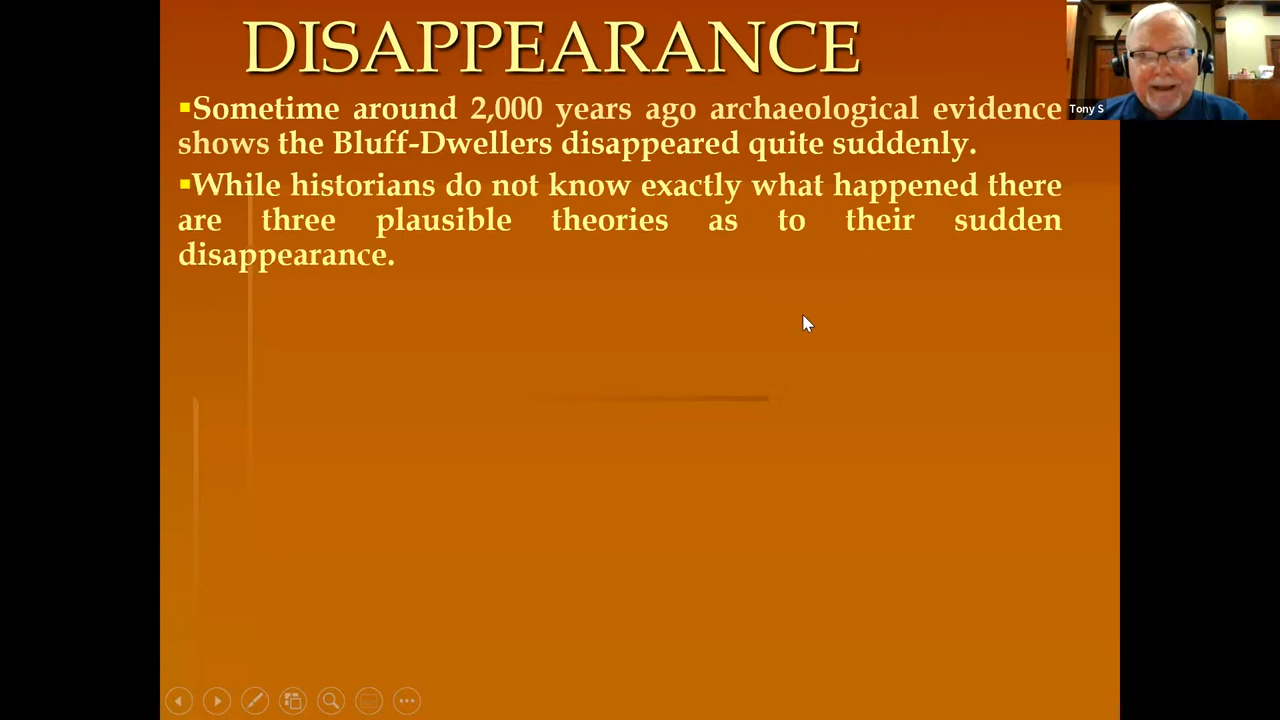 DISAPPEARANCE
▪Sometime around 2,000 years ago archaeological evidence
shows the Bluff-Dwellers disappeared quite suddenly.
▪While historians do not know exactly what happened there
are three plausible theories as to their sudden
disappearance.
Tony S